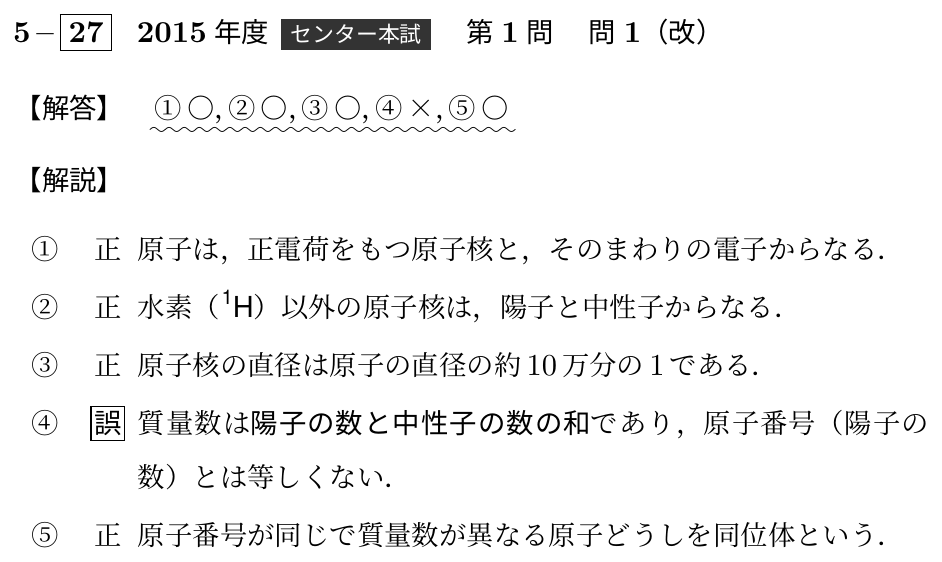 5－27 2015 年度 センター本試 第 1 問 問 1（改）
【解答】 ① ○, ② ○, ③ ○, ④ ×, ⑤ ○
【解説】
① 正 原子は，正電荷をもつ原子核と，そのまわりの電子からなる．
② 正 水素（¹H）以外の原子核は，陽子と中性子からなる．
③ 正 原子核の直径は原子の直径の約 10 万分の 1 である．
④ 誤 質量数は陽子の数と中性子の数の和であり，原子番号（陽子の
数）とは等しくない．
⑤ 正 原子番号が同じで質量数が異なる原子どうしを同位体という．